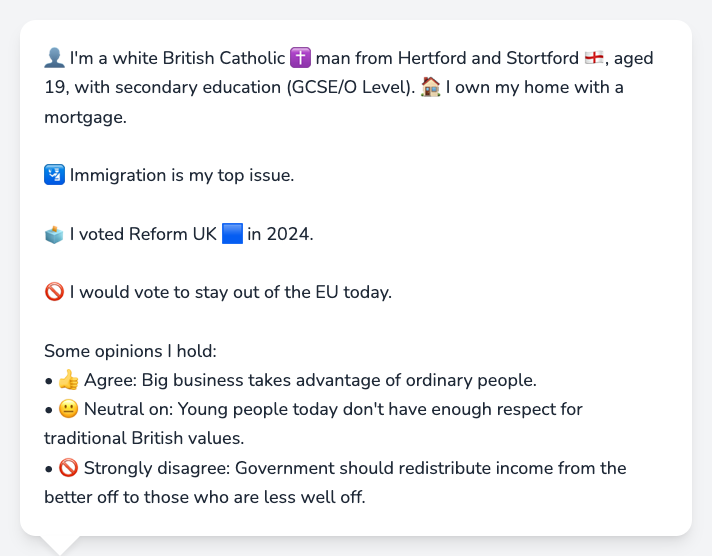 👤 I'm a white British Catholic ✝️ man from Hertford and Stortford 🏴󠁧󠁢󠁥󠁮󠁧󠁿, aged
19, with secondary education (GCSE/O Level). 🏠 I own my home with a
mortgage.
🛂 Immigration is my top issue.
🗳️ I voted Reform UK 🟦 in 2024.
🚫 I would vote to stay out of the EU today.
Some opinions I hold:
• 👍 Agree: Big business takes advantage of ordinary people.
• 😐 Neutral on: Young people today don't have enough respect for
traditional British values.
• 🚫 Strongly disagree: Government should redistribute income from the
better off to those who are less well off.